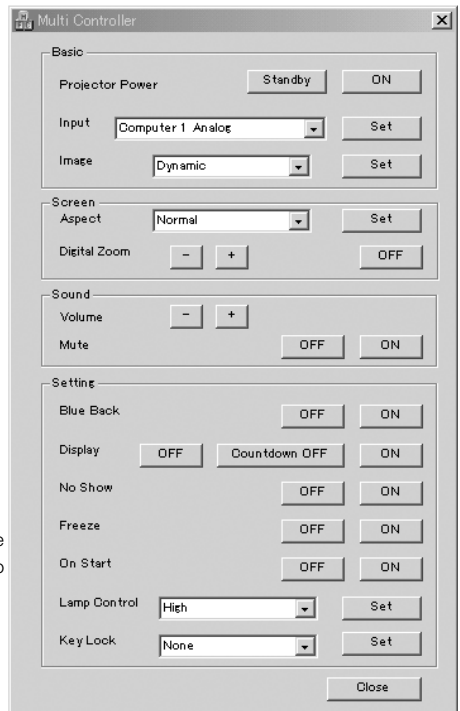 Multi Controller
Basic
Projector Power Standby ON
Input Computer 1 Analog Set
Image Dynamic Set
Screen
Aspect Normal Set
Digital Zoom - + OFF
Sound
Volume - +
Mute OFF ON
Setting
Blue Back OFF ON
Display OFF Countdown OFF ON
No Show OFF ON
Freeze OFF ON
e
On Start OFF ON
o
Lamp Control High Set
Key Lock None Set
Close